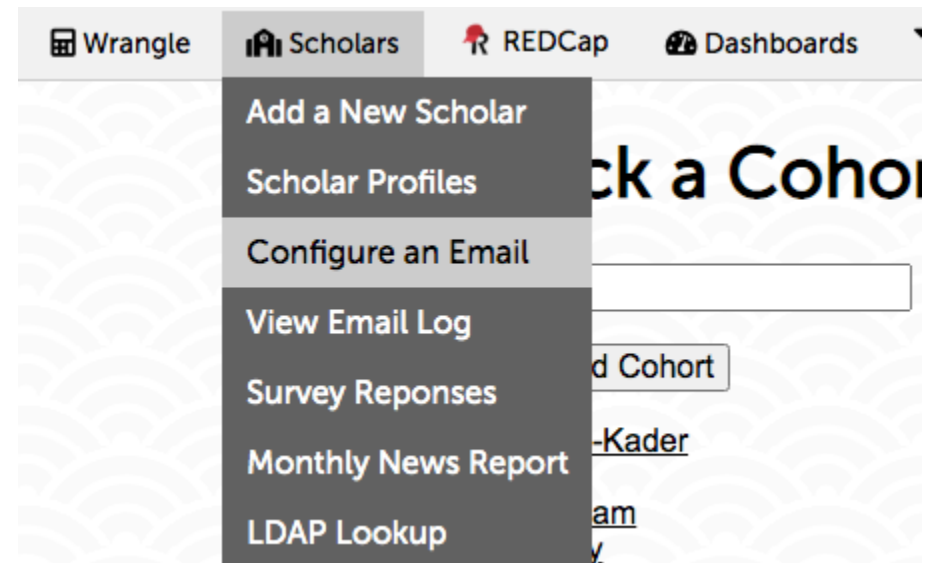 Wrangle Scholars REDCap Dashboards
Add a New Scholar
Scholar Profiles
ck a Coho
Configure an Email
View Email Log
d Cohort
Survey Reponses
-Kader
Monthly News Report
am
LDAP Lookup
y